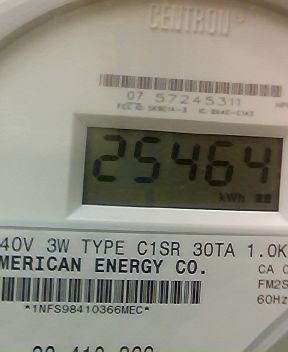 CENTRON
07 57245311
25464
kWh
40V 3W TYPE C1SR 30TA 1.0K
MERICAN ENERGY CO.
CA 0
FM2S
60Hz
*1NFS98410366MEC*